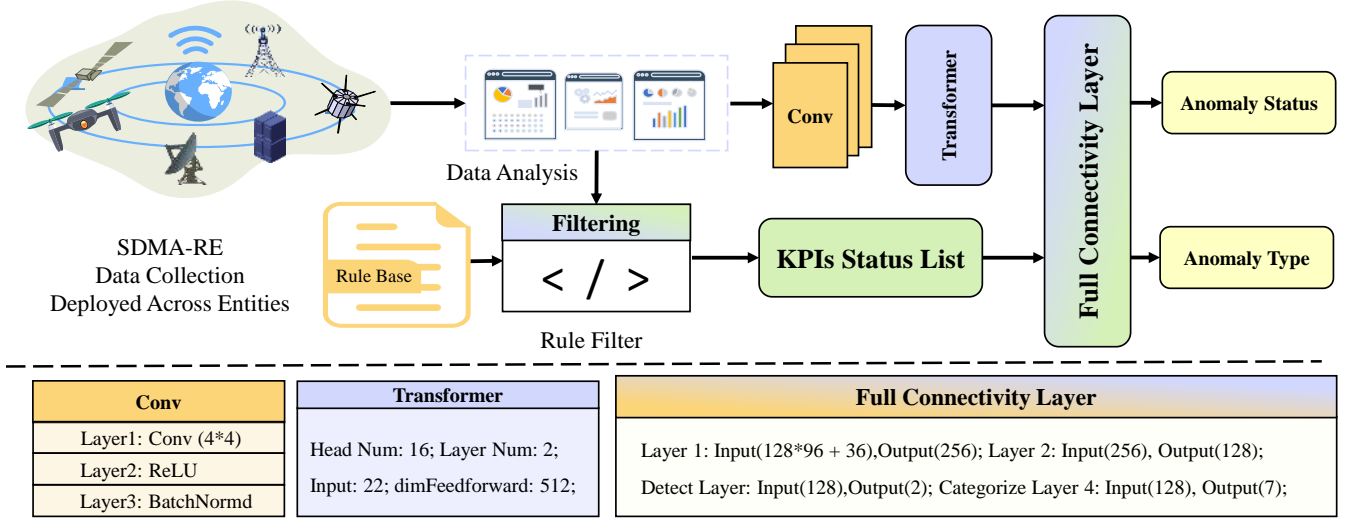 SDMA-RE
Data Collection
Deployed Across Entities
Data Analysis
Conv
Transformer
Full Connectivity Layer
Anomaly Status
Rule Base
Filtering
< / >
Rule Filter
KPIs Status List
Anomaly Type
Conv
Layer1: Conv (4*4)
Layer2: ReLU
Layer3: BatchNormd
Transformer
Head Num: 16; Layer Num: 2;
Input: 22; dimFeedforward: 512;
Full Connectivity Layer
Layer 1: Input(128*96 + 36),Output(256); Layer 2: Input(256), Output(128);
Detect Layer: Input(128),Output(2); Categorize Layer 4: Input(128), Output(7);